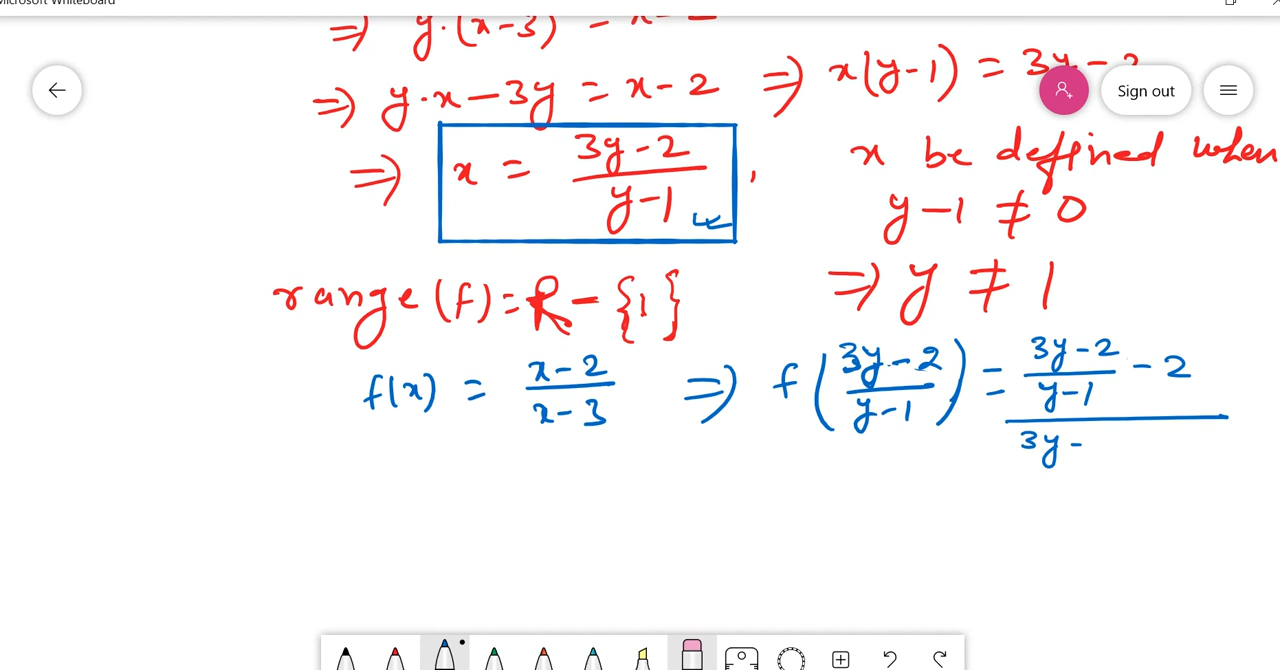 Microsoft Whiteboard
⇒ y·(x-3) = x-2
⇒ y·x - 3y = x - 2 ⇒ x(y-1) = 3y - 2
Sign out
⇒ x = (3y-2)/(y-1) , x be defined when
y - 1 ≠ 0
range(f) = R - {1} ⇒ y ≠ 1
f(x) = (x-2)/(x-3) ⇒ f((3y-2)/(y-1)) = ((3y-2)/(y-1) - 2)/(3y -